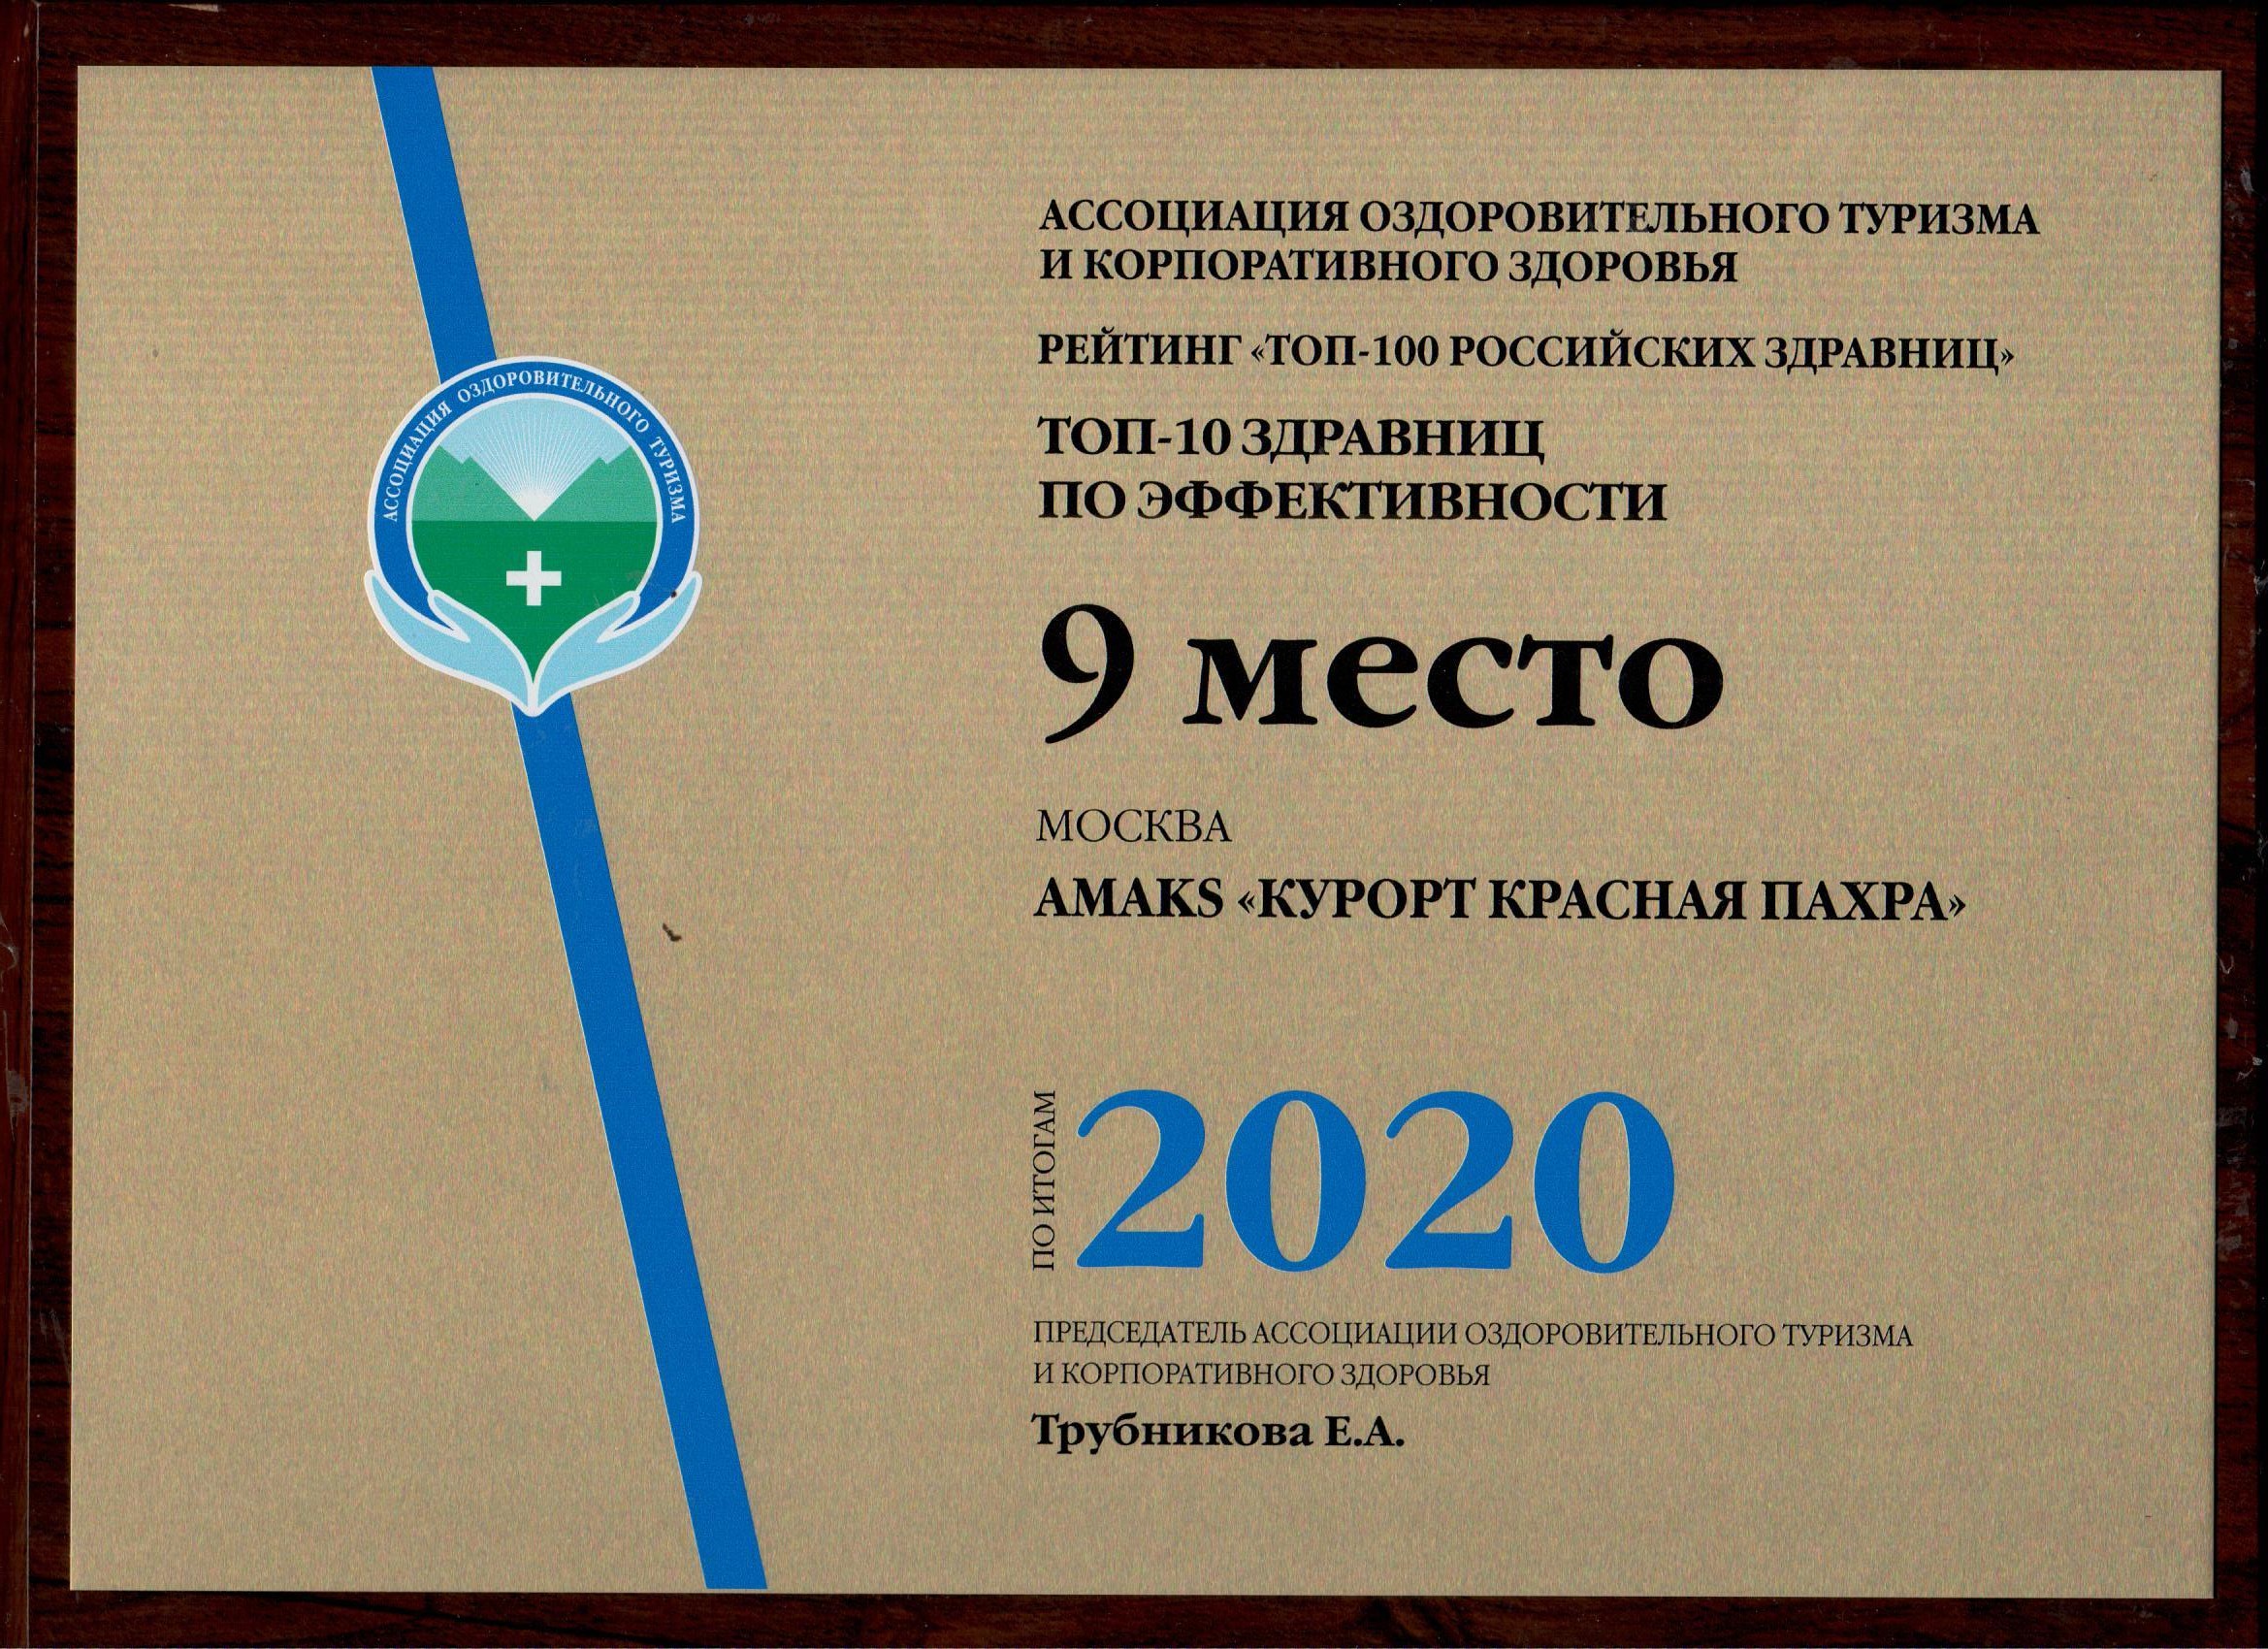 АССОЦИАЦИЯ ОЗДОРОВИТЕЛЬНОГО ТУРИЗМА
АССОЦИАЦИЯ ОЗДОРОВИТЕЛЬНОГО ТУРИЗМА
И КОРПОРАТИВНОГО ЗДОРОВЬЯ
РЕЙТИНГ «ТОП-100 РОССИЙСКИХ ЗДРАВНИЦ»
ТОП-10 ЗДРАВНИЦ
ПО ЭФФЕКТИВНОСТИ
9 место
МОСКВА
AMAKS «КУРОРТ КРАСНАЯ ПАХРА»
ПО ИТОГАМ
2020
ПРЕДСЕДАТЕЛЬ АССОЦИАЦИИ ОЗДОРОВИТЕЛЬНОГО ТУРИЗМА
И КОРПОРАТИВНОГО ЗДОРОВЬЯ
Трубникова Е.А.